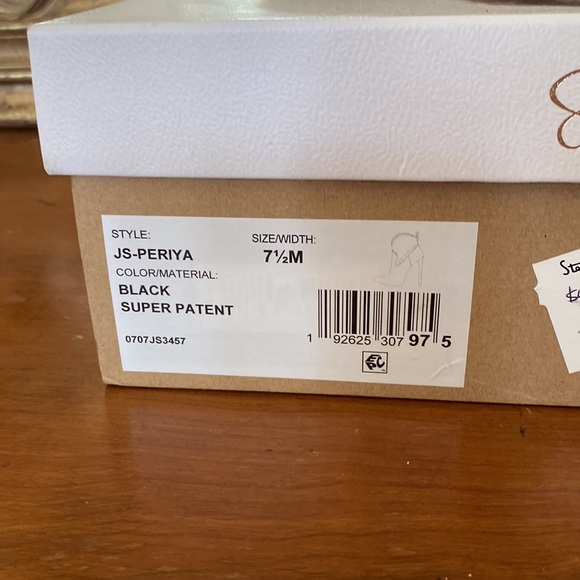 STYLE:
SIZE/WIDTH:
JS-PERIYA
7½M
COLOR/MATERIAL:
BLACK
SUPER PATENT
0707JS3457
1 92625 307 97 5